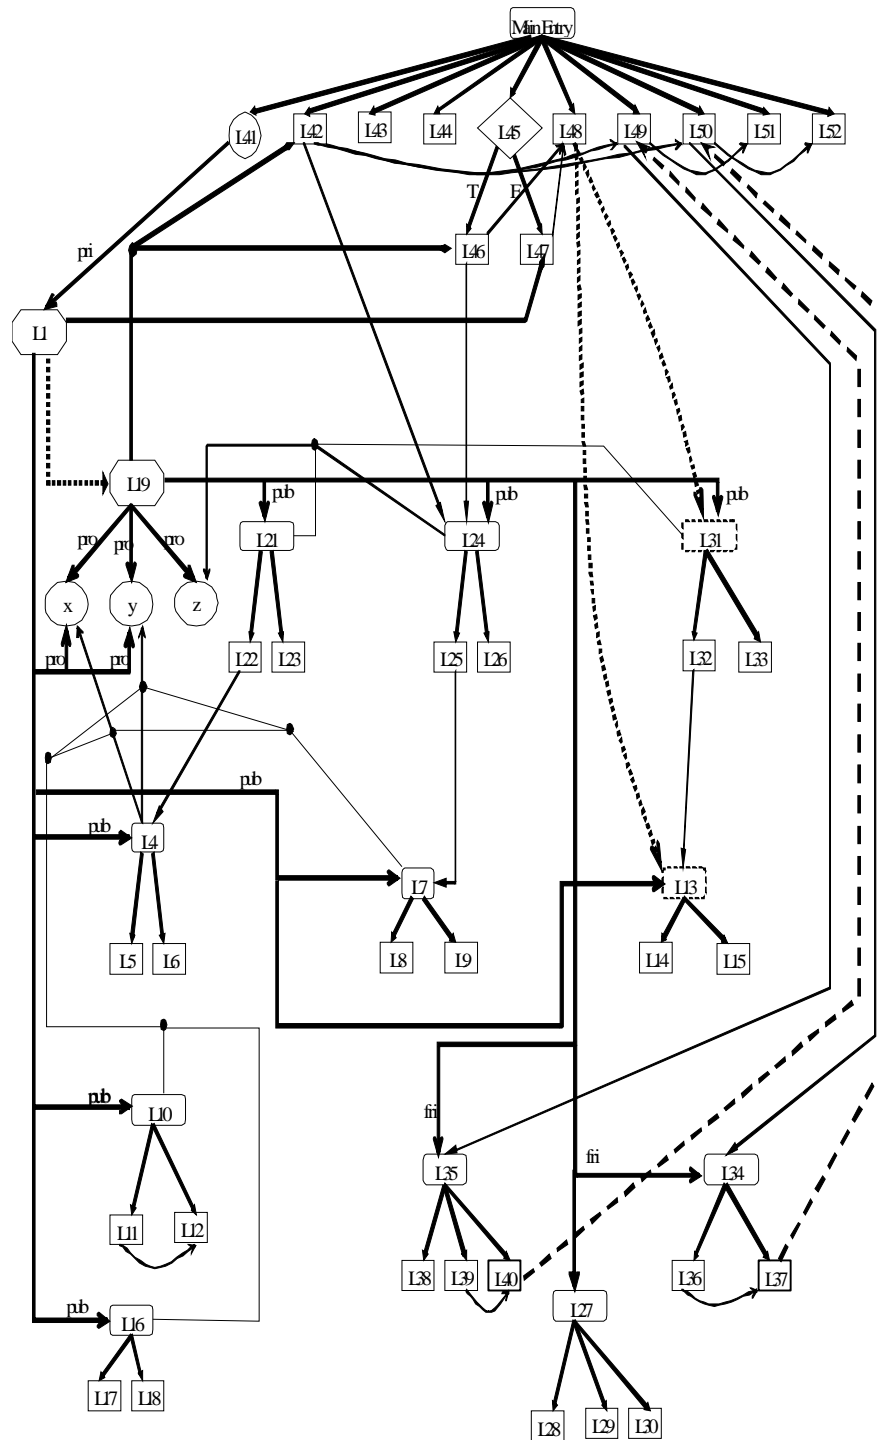 Main Entry
L41 L42 L43 L44 L45 L48 L49 L50 L51 L52
T F
pri L46 L47
L1
L19 pub pub pub
L21 L24 L31
pro pro pro
x y z
pro pro L22 L23 L25 L26 L32 L33
pub
pub L4 L7 L13
L5 L6 L8 L9 L14 L15
pub L10 fri
fri
L35 L34
L11 L12
L38 L39 L40 L36 L37
pub L16 L27
L17 L18
L28 L29 L30